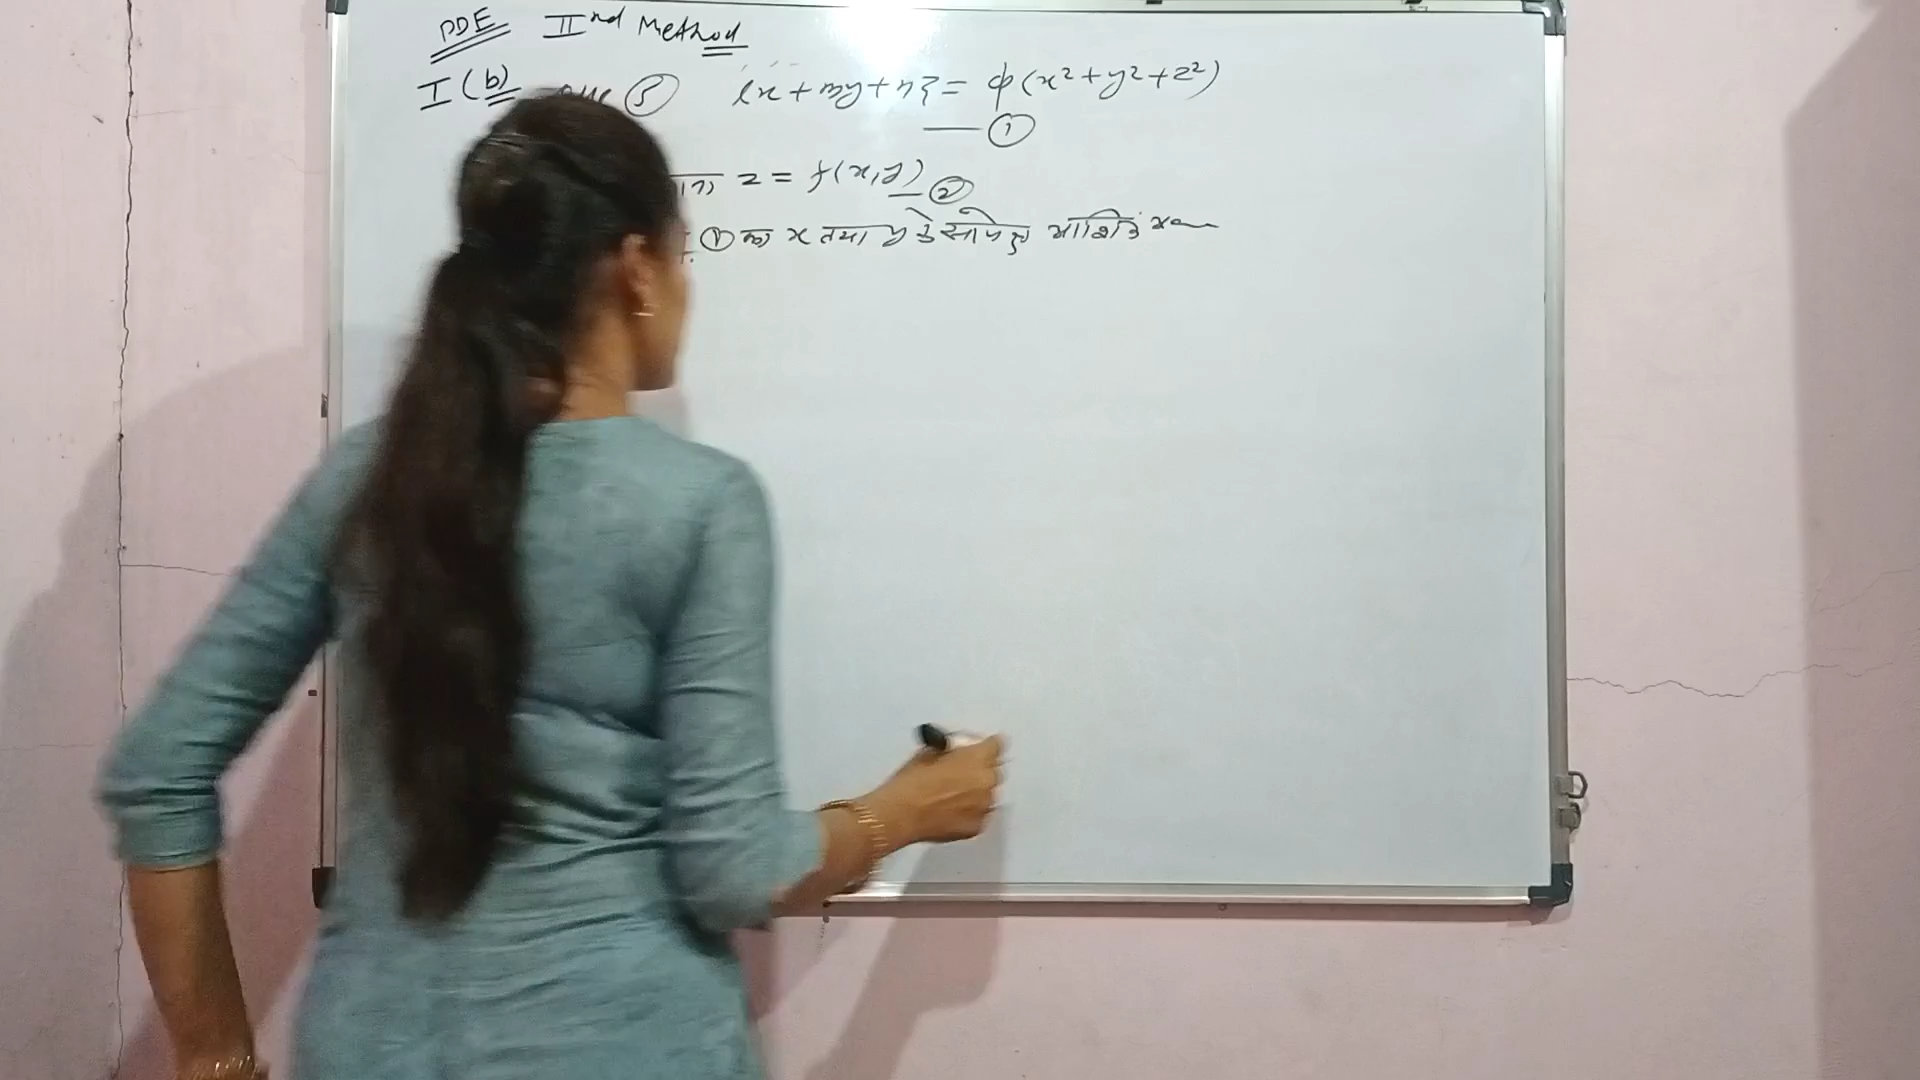 PDE IInd Method
I (b) que ⑤ lx + my + nz = ϕ(x² + y² + z²)
— ①
z = f(x,y) — ②
① का x तथा y के सापेक्ष आंशिक